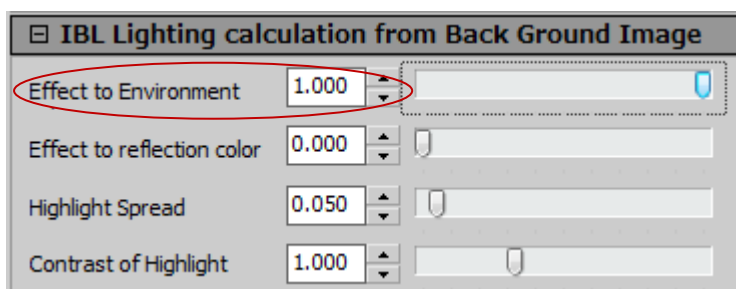 ⊟ IBL Lighting calculation from Back Ground Image
Effect to Environment 1.000
Effect to reflection color 0.000
Highlight Spread 0.050
Contrast of Highlight 1.000